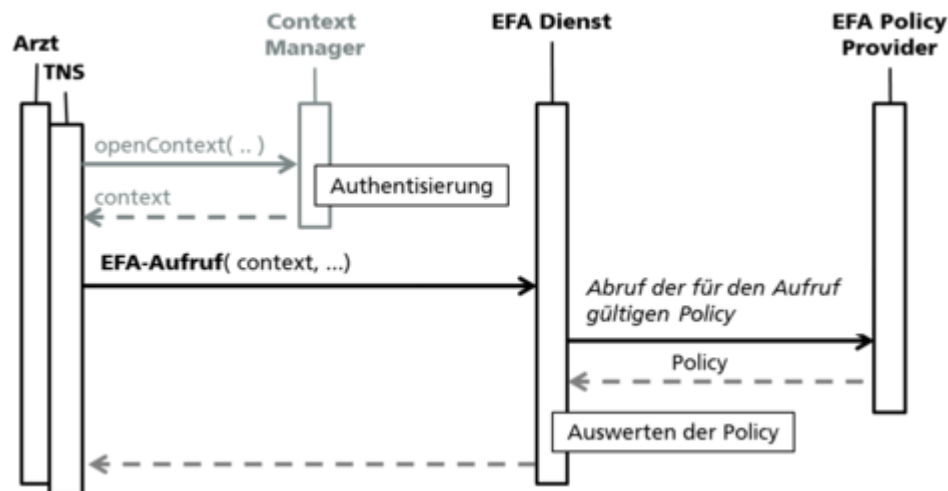 Arzt
TNS
Context
Manager
EFA Dienst
EFA Policy
Provider
openContext( .. )
Authentisierung
context
EFA-Aufruf( context, ...)
Abruf der für den Aufruf
gültigen Policy
Policy
Auswerten der Policy